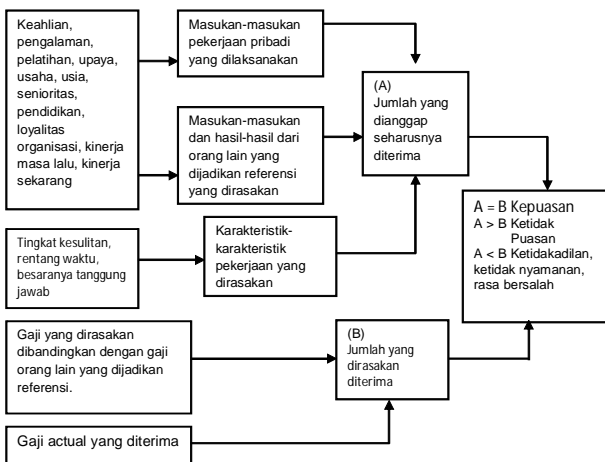 Keahlian,
pengalaman,
pelatihan, upaya,
usaha, usia,
senioritas,
pendidikan,
loyalitas
organisasi, kinerja
masa lalu, kinerja
sekarang
Masukan-masukan
pekerjaan pribadi
yang dilaksanakan
Masukan-masukan
dan hasil-hasil dari
orang lain yang
dijadikan referensi
yang dirasakan
(A)
Jumlah yang
dianggap
seharusnya
diterima
Tingkat kesulitan,
rentang waktu,
besaranya tanggung
jawab
Karakteristik-
karakteristik
pekerjaan yang
dirasakan
A = B Kepuasan
A > B Ketidak
Puasan
A < B Ketidakadilan,
ketidak nyamanan,
rasa bersalah
Gaji yang dirasakan
dibandingkan dengan gaji
orang lain yang dijadikan
referensi.
(B)
Jumlah yang
dirasakan
diterima
Gaji actual yang diterima